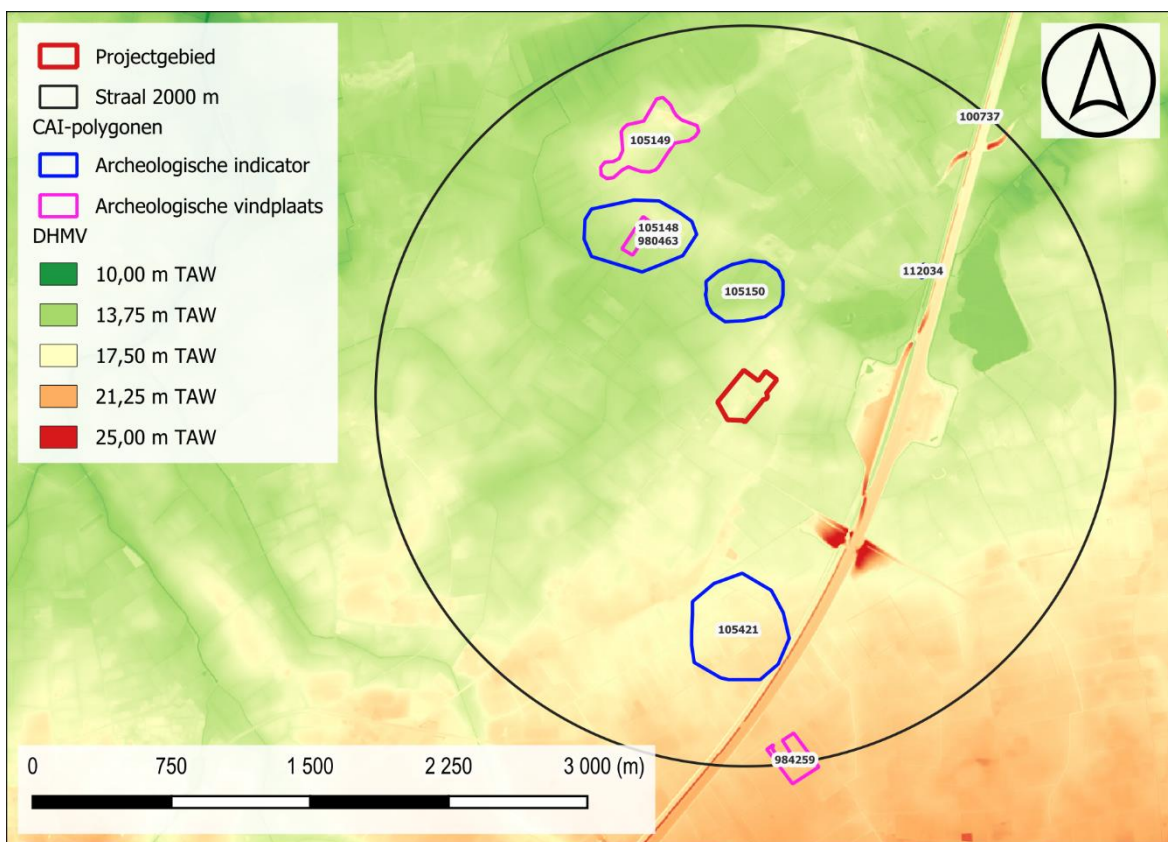 Projectgebied
Straal 2000 m
CAI-polygonen
Archeologische indicator
Archeologische vindplaats
DHMV
10,00 m TAW
13,75 m TAW
17,50 m TAW
21,25 m TAW
25,00 m TAW
100737
105149
105148
980463
112034
105150
105421
984259
0 750 1 500 2 250 3 000 (m)